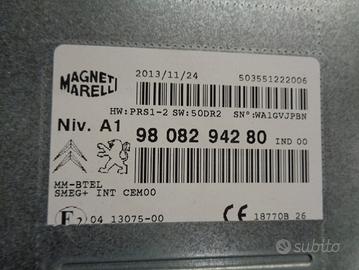 MAGNETI
MARELLI
2013/11/24
503551222006
HW:PRS1-2 SW:50DR2 SN°:WA1GVJPBN
Niv. A1
98 082 942 80 IND 00
INT
MM-BTEL
SMEG+ INT CEM00
E2 04 13075-00
CE 18770B 26
subito